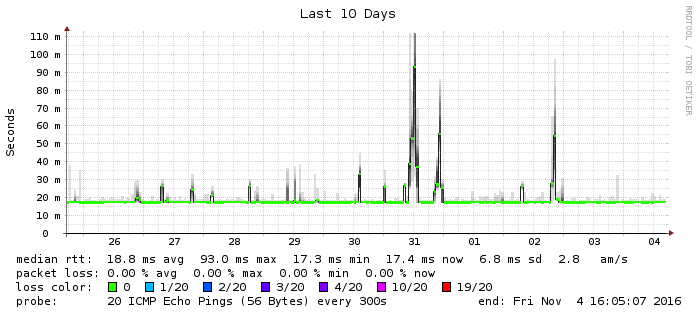 Last 10 Days
RRDTOOL / TOBI OETIKER
Seconds
110 m
100 m
90 m
80 m
70 m
60 m
50 m
40 m
30 m
20 m
10 m
0
26 27 28 29 30 31 01 02 03 04
median rtt: 18.8 ms avg 93.0 ms max 17.3 ms min 17.4 ms now 6.8 ms sd 2.8 am/s
packet loss: 0.00 % avg 0.00 % max 0.00 % min 0.00 % now
loss color: 0 1/20 2/20 3/20 4/20 10/20 19/20
probe: 20 ICMP Echo Pings (56 Bytes) every 300s end: Fri Nov 4 16:05:07 2016